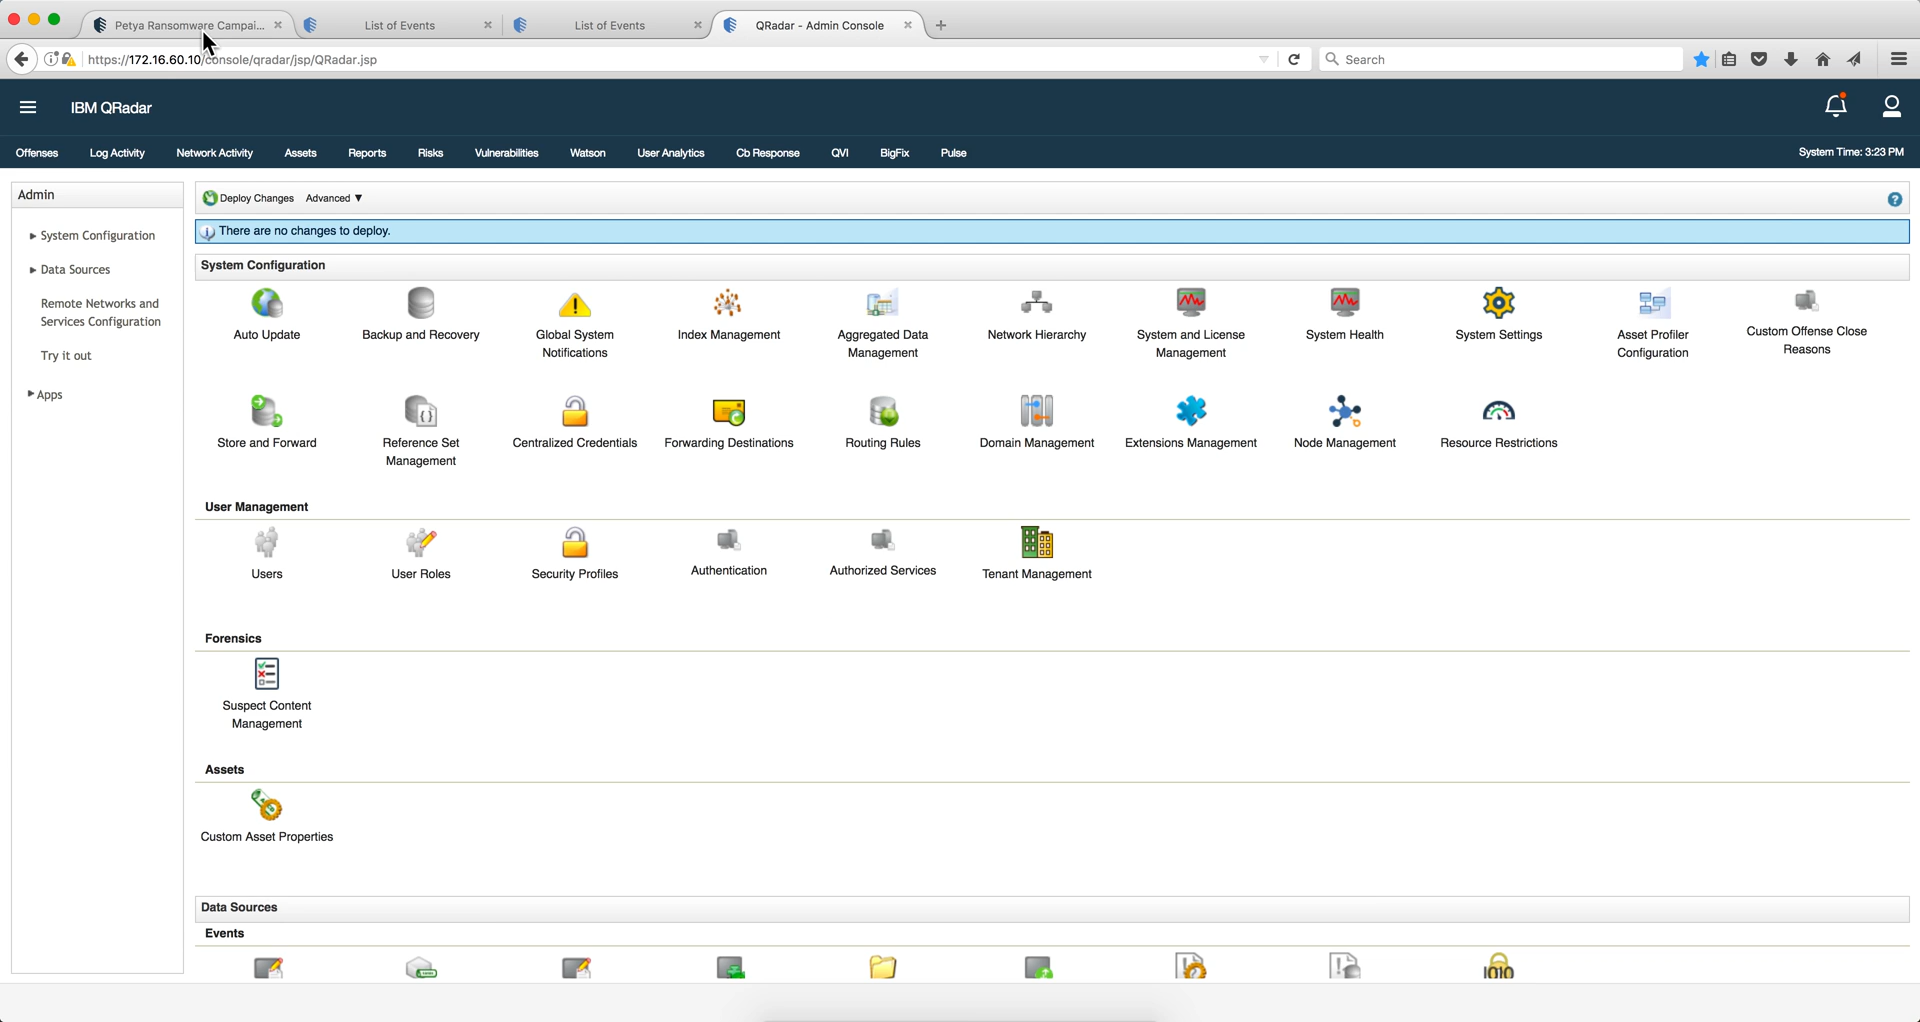 Petya Ransomware Campai...
List of Events
List of Events
QRadar - Admin Console
https://172.16.60.10/console/qradar/jsp/QRadar.jsp
Search
IBM QRadar
Offenses Log Activity Network Activity Assets Reports Risks Vulnerabilities Watson User Analytics Cb Response QVI BigFix Pulse
System Time: 3:23 PM
Admin
System Configuration
Data Sources
Remote Networks and
Services Configuration
Try it out
Apps
Deploy Changes Advanced
There are no changes to deploy.
System Configuration
Auto Update
Backup and Recovery
Global System
Notifications
Index Management
Aggregated Data
Management
Network Hierarchy
System and License
Management
System Health
System Settings
Asset Profiler
Configuration
Custom Offense Close
Reasons
Store and Forward
Reference Set
Management
Centralized Credentials
Forwarding Destinations
Routing Rules
Domain Management
Extensions Management
Node Management
Resource Restrictions
User Management
Users
User Roles
Security Profiles
Authentication
Authorized Services
Tenant Management
Forensics
Suspect Content
Management
Assets
Custom Asset Properties
Data Sources
Events
1010